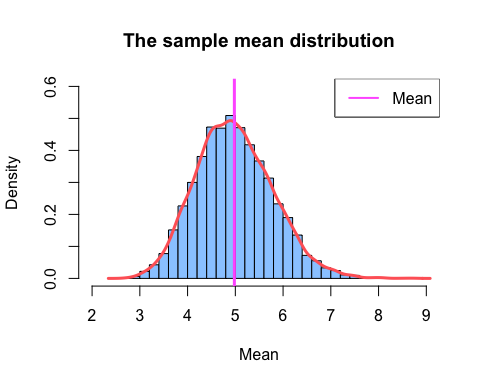 The sample mean distribution
Mean
Density
0.0
0.2
0.4
0.6
2 3 4 5 6 7 8 9
Mean